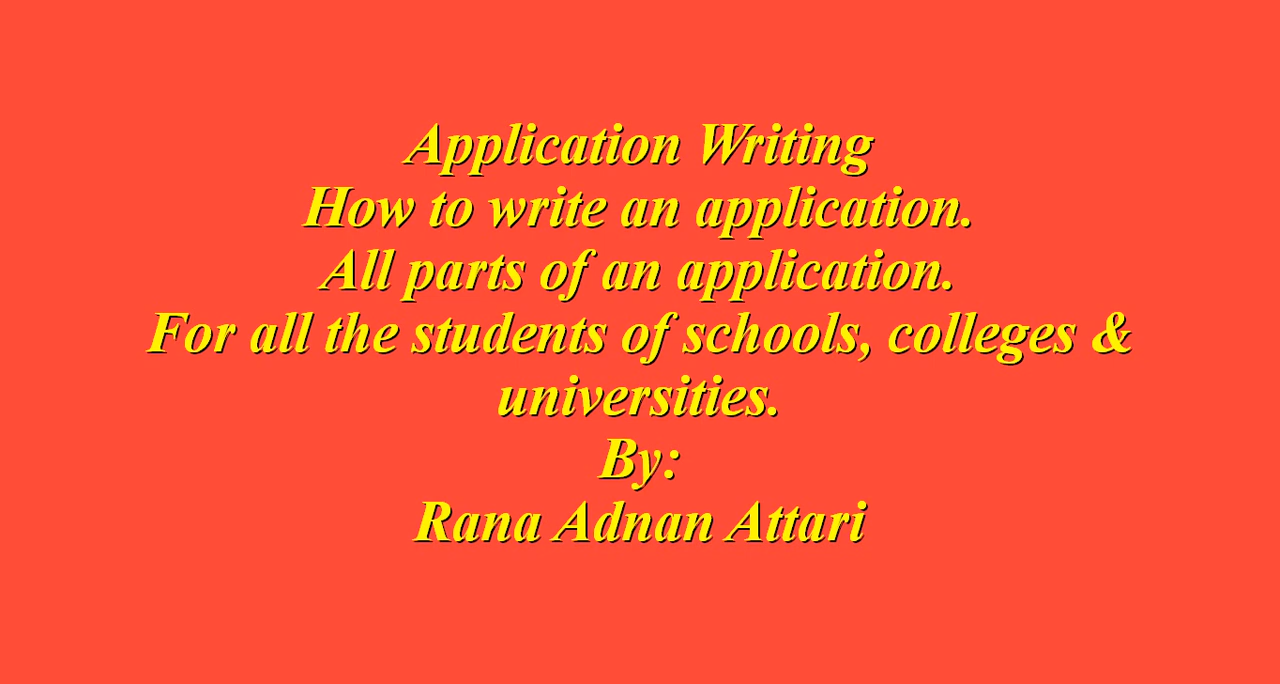 Application Writing
How to write an application.
All parts of an application.
For all the students of schools, colleges &
universities.
By:
Rana Adnan Attari